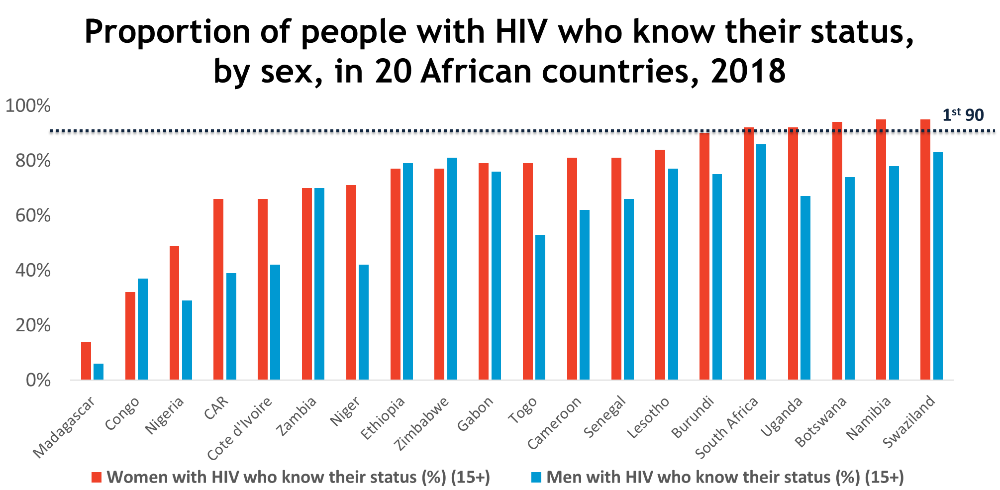 Proportion of people with HIV who know their status,
by sex, in 20 African countries, 2018
100%
1st 90
80%
60%
40%
20%
0%
Madagascar
Congo
Nigeria
CAR
Cote d'Ivoire
Zambia
Niger
Ethiopia
Zimbabwe
Gabon
Togo
Cameroon
Senegal
Lesotho
Burundi
South Africa
Uganda
Botswana
Namibia
Swaziland
Women with HIV who know their status (%) (15+)
Men with HIV who know their status (%) (15+)